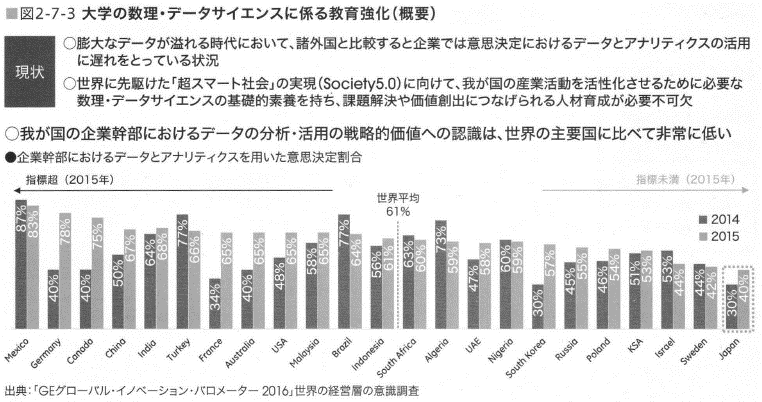 ■図2-7-3 大学の数理・データサイエンスに係る教育強化（概要）
現状
○膨大なデータが溢れる時代において、諸外国と比較すると企業では意思決定におけるデータとアナリティクスの活用
に遅れをとっている状況
○世界に先駆けた「超スマート社会」の実現（Society5.0）に向けて、我が国の産業活動を活性化させるために必要な
数理・データサイエンスの基礎的素養を持ち、課題解決や価値創出につなげられる人材育成が必要不可欠
○我が国の企業幹部におけるデータの分析・活用の戦略的価値への認識は、世界の主要国に比べて非常に低い
●企業幹部におけるデータとアナリティクスを用いた意思決定割合
指標超（2015年）
指標未満（2015年）
世界平均
61%
2014
2015
87% 83% 40% 78% 40% 75% 50% 67% 64% 68% 77% 66% 34% 65% 40% 65% 48% 65% 58% 65% 77% 64% 56% 61% 63% 60% 73% 59% 47% 58% 60% 59% 30% 57% 45% 55% 46% 54% 51% 53% 53% 44% 44% 42% 30% 40%
Mexico Germany Canada China India Turkey France Australia USA Malaysia Brazil Indonesia South Africa Algeria UAE Nigeria South Korea Russia Poland KSA Israel Sweden Japan
出典：「GEグローバル・イノベーション・バロメーター 2016」世界の経営層の意識調査